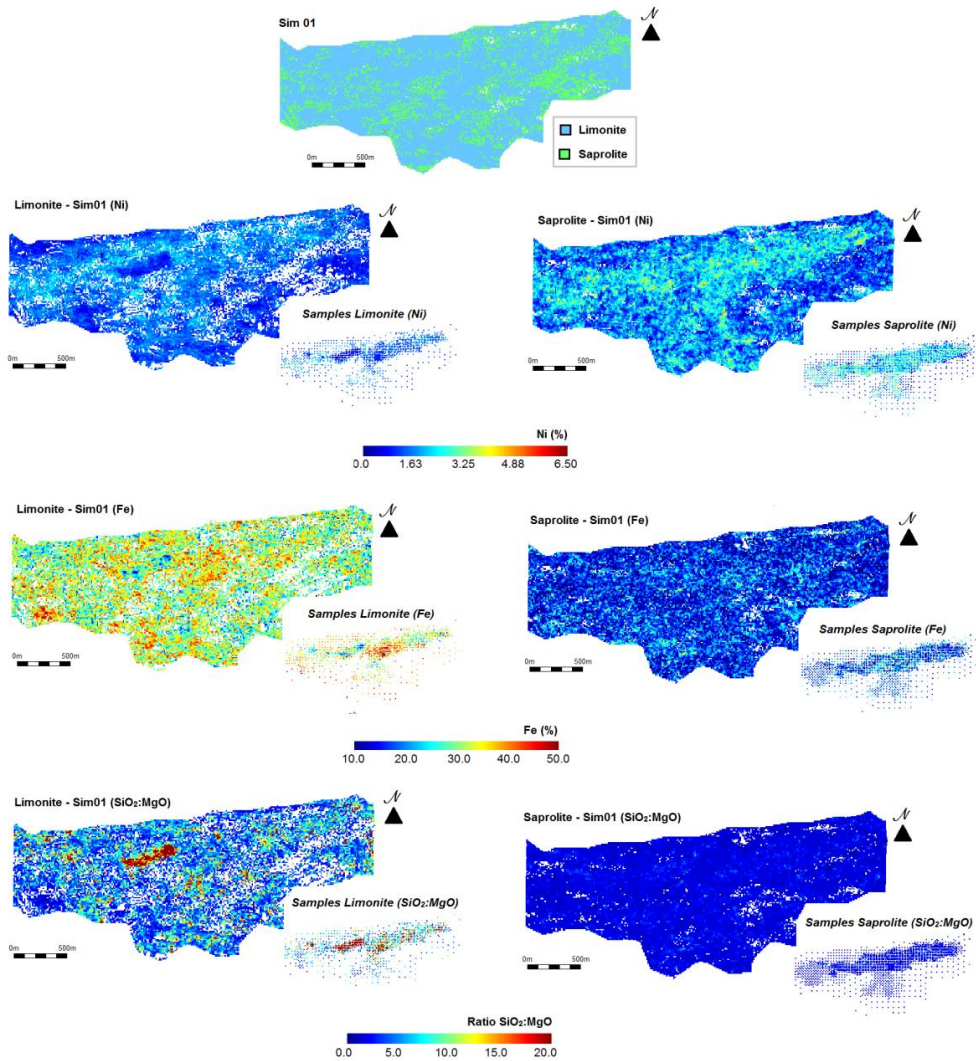 Sim 01
N
Limonite
Saprolite
0m 500m
Limonite - Sim01 (Ni)
N
Samples Limonite (Ni)
0m 500m
Saprolite - Sim01 (Ni)
N
Samples Saprolite (Ni)
0m 500m
Ni (%)
0.0 1.63 3.25 4.88 6.50
Limonite - Sim01 (Fe)
N
Samples Limonite (Fe)
0m 500m
Saprolite - Sim01 (Fe)
N
Samples Saprolite (Fe)
0m 500m
Fe (%)
10.0 20.0 30.0 40.0 50.0
Limonite - Sim01 (SiO₂:MgO)
N
Samples Limonite (SiO₂:MgO)
0m 500m
Saprolite - Sim01 (SiO₂:MgO)
N
Samples Saprolite (SiO₂:MgO)
0m 500m
Ratio SiO₂:MgO
0.0 5.0 10.0 15.0 20.0